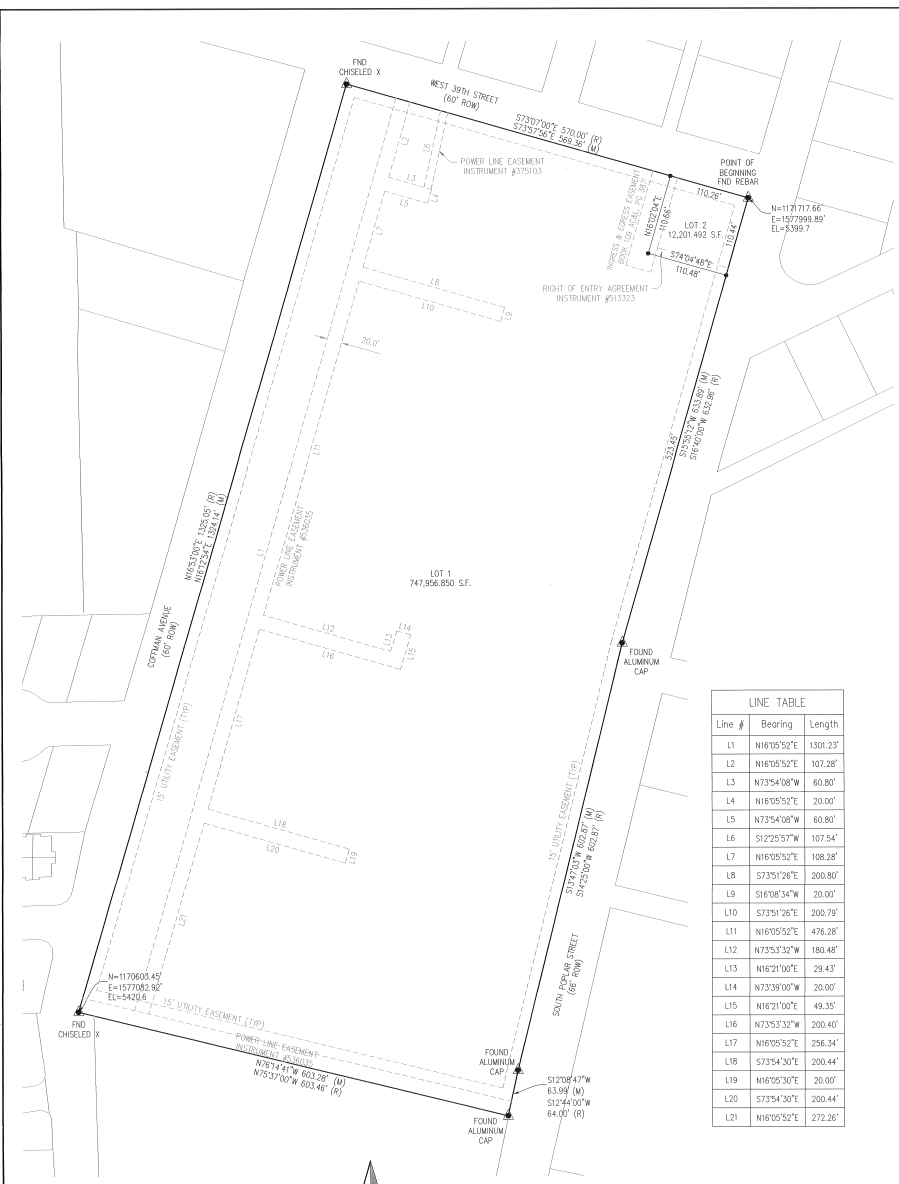 FND
CHISELED X
WEST 39TH STREET
(60' ROW)
S73°07'00"E 570.00' (R)
S73°57'56"E 569.36' (M)
POINT OF
BEGINNING
FND REBAR
110.26'
N=1171717.66'
E=1577999.89'
EL=5399.7
L2
L6
POWER LINE EASEMENT
INSTRUMENT #375103
L3
L4
L5
INGRESS & EGRESS EASEMENT
BOOK 109 ACAL, PG 387
N16°02'04"E
110.66'
LOT 2
12,201.492 S.F.
110.44'
S74°04'48"E
110.48'
L7
L8
L10
L9
RIGHT OF ENTRY AGREEMENT
INSTRUMENT #513323
20.0'
523.45'
S15°55'12"W 633.89' (M)
S16°40'00"W 632.96' (R)
L11
N16°53'00"E 1325.05' (R)
N16°12'54"E 1324.14' (M)
L1
POWER LINE EASEMENT
INSTRUMENT #536035
LOT 1
747,956.850 S.F.
COFFMAN AVENUE
(60' ROW)
L12
L14
L13
L15
L16
FOUND
ALUMINUM
CAP
L17
15' UTILITY EASEMENT (TYP)
L18
L19
L20
15' UTILITY EASEMENT (TYP)
S13°47'03"W 602.87' (M)
S14°25'00"W 602.87' (R)
L21
SOUTH POPLAR STREET
(66' ROW)
N=1170603.45'
E=1577082.92'
EL=5420.6
FND
CHISELED X
15' UTILITY EASEMENT (TYP)
POWER LINE EASEMENT
INSTRUMENT #536035
N76°14'41"W 603.28' (M)
N75°37'00"W 603.46' (R)
FOUND
ALUMINUM
CAP
S12°08'47"W
63.99' (M)
S12°44'00"W
64.00' (R)
FOUND
ALUMINUM
CAP
LINE TABLE
Line # Bearing Length
L1 N16°05'52"E 1301.23'
L2 N16°05'52"E 107.28'
L3 N73°54'08"W 60.80'
L4 N16°05'52"E 20.00'
L5 N73°54'08"W 60.80'
L6 S12°25'57"W 107.54'
L7 N16°05'52"E 108.28'
L8 S73°51'26"E 200.80'
L9 S16°08'34"W 20.00'
L10 S73°51'26"E 200.79'
L11 N16°05'52"E 476.28'
L12 N73°53'32"W 180.48'
L13 N16°21'00"E 29.43'
L14 N73°39'00"W 20.00'
L15 N16°21'00"E 49.35'
L16 N73°53'32"W 200.40'
L17 N16°05'52"E 256.34'
L18 S73°54'30"E 200.44'
L19 N16°05'30"E 20.00'
L20 S73°54'30"E 200.44'
L21 N16°05'52"E 272.26'